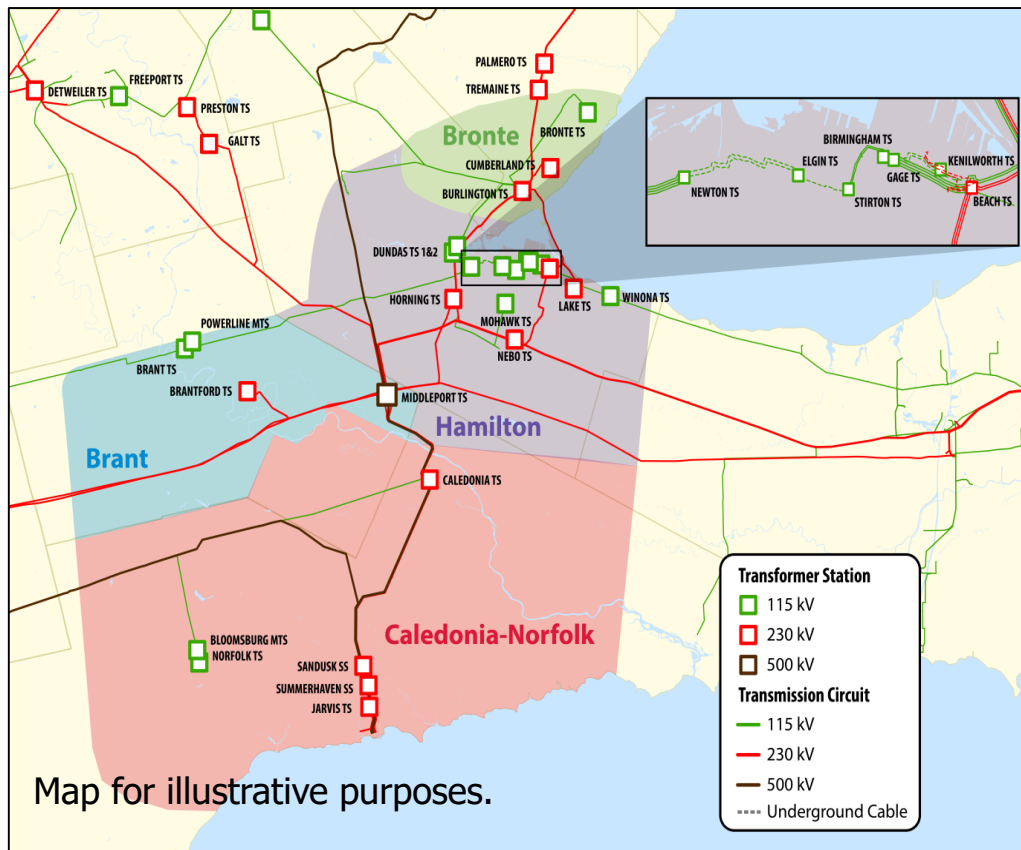 PALMERO TS
TREMAINE TS
FREEPORT TS
DETWEILER TS
PRESTON TS
GALT TS
BRONTE TS
Bronte
CUMBERLAND TS
BURLINGTON TS
BIRMINGHAM TS
ELGIN TS
KENILWORTH TS
GAGE TS
NEWTON TS
STIRTON TS
BEACH TS
DUNDAS TS 1&2
HORNING TS
LAKE TS
WINONA TS
MOHAWK TS
NEBO TS
POWERLINE MTS
BRANT TS
BRANTFORD TS
MIDDLEPORT TS
Hamilton
Brant
CALEDONIA TS
Caledonia-Norfolk
BLOOMSBURG MTS
NORFOLK TS
SANDUSK SS
SUMMERHAVEN SS
JARVIS TS
Transformer Station
115 kV
230 kV
500 kV
Transmission Circuit
115 kV
230 kV
500 kV
Underground Cable
Map for illustrative purposes.